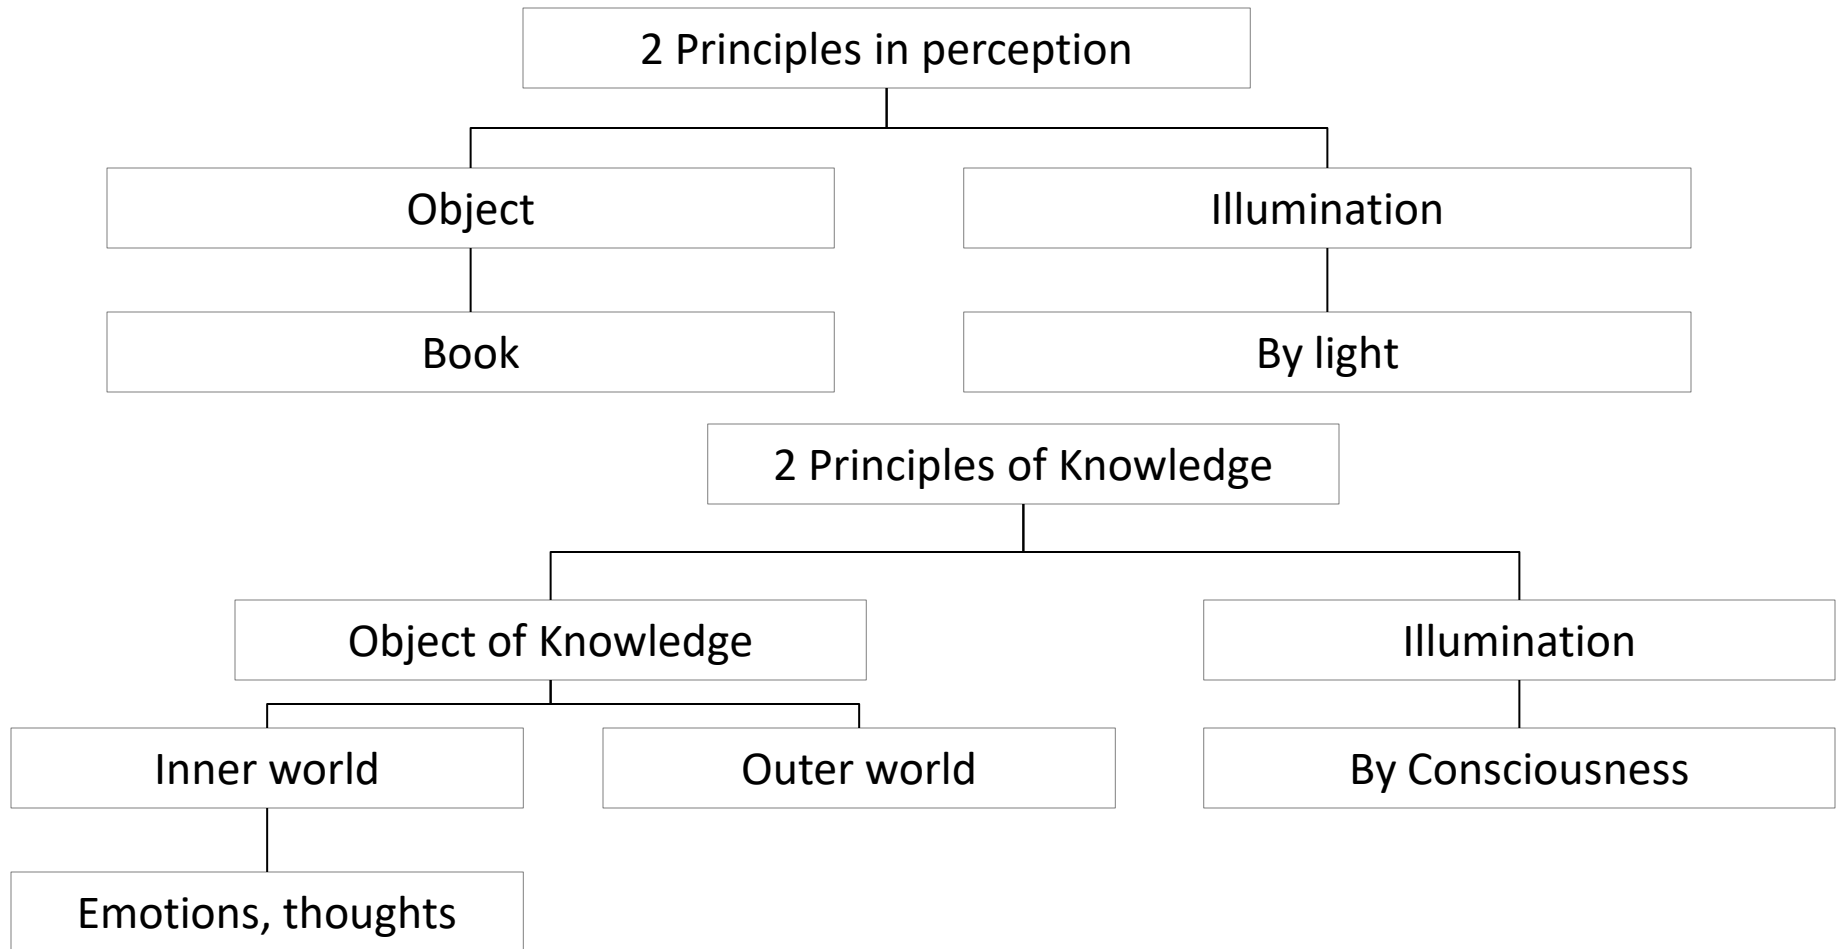 2 Principles in perception
Object
Illumination
Book
By light
2 Principles of Knowledge
Object of Knowledge
Illumination
Inner world
Outer world
By Consciousness
Emotions, thoughts